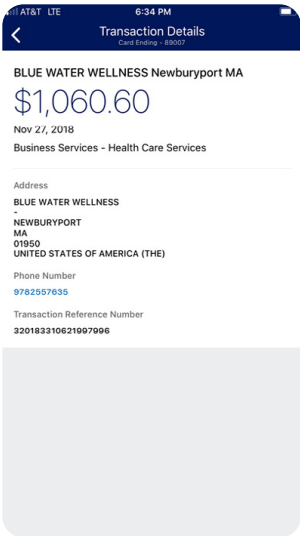 AT&T LTE 6:34 PM
Transaction Details
Card Ending - 89007
BLUE WATER WELLNESS Newburyport MA
$1,060.60
Nov 27, 2018
Business Services - Health Care Services
Address
BLUE WATER WELLNESS
-
NEWBURYPORT
MA
01950
UNITED STATES OF AMERICA (THE)
Phone Number
9782557635
Transaction Reference Number
320183310621997996